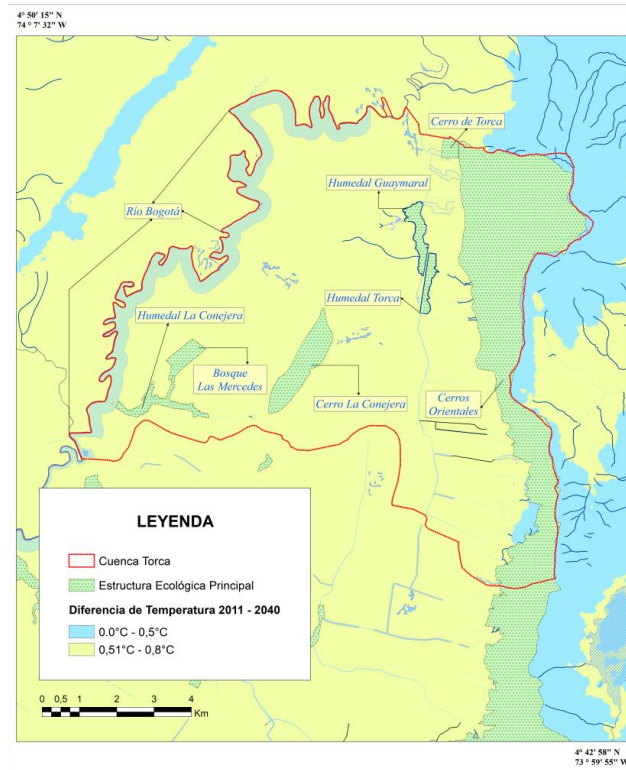 4° 50' 15" N
74° 7' 32" W
Cerro de Torca
Humedal Guaymaral
Río Bogotá
Humedal Torca
Humedal La Conejera
Bosque
Las Mercedes
Cerro La Conejera
Cerros
Orientales
LEYENDA
Cuenca Torca
Estructura Ecológica Principal
Diferencia de Temperatura 2011 - 2040
0.0°C - 0,5°C
0,51°C - 0,8°C
0 0,5 1 2 3 4
Km
4° 42' 58" N
73° 59' 55" W